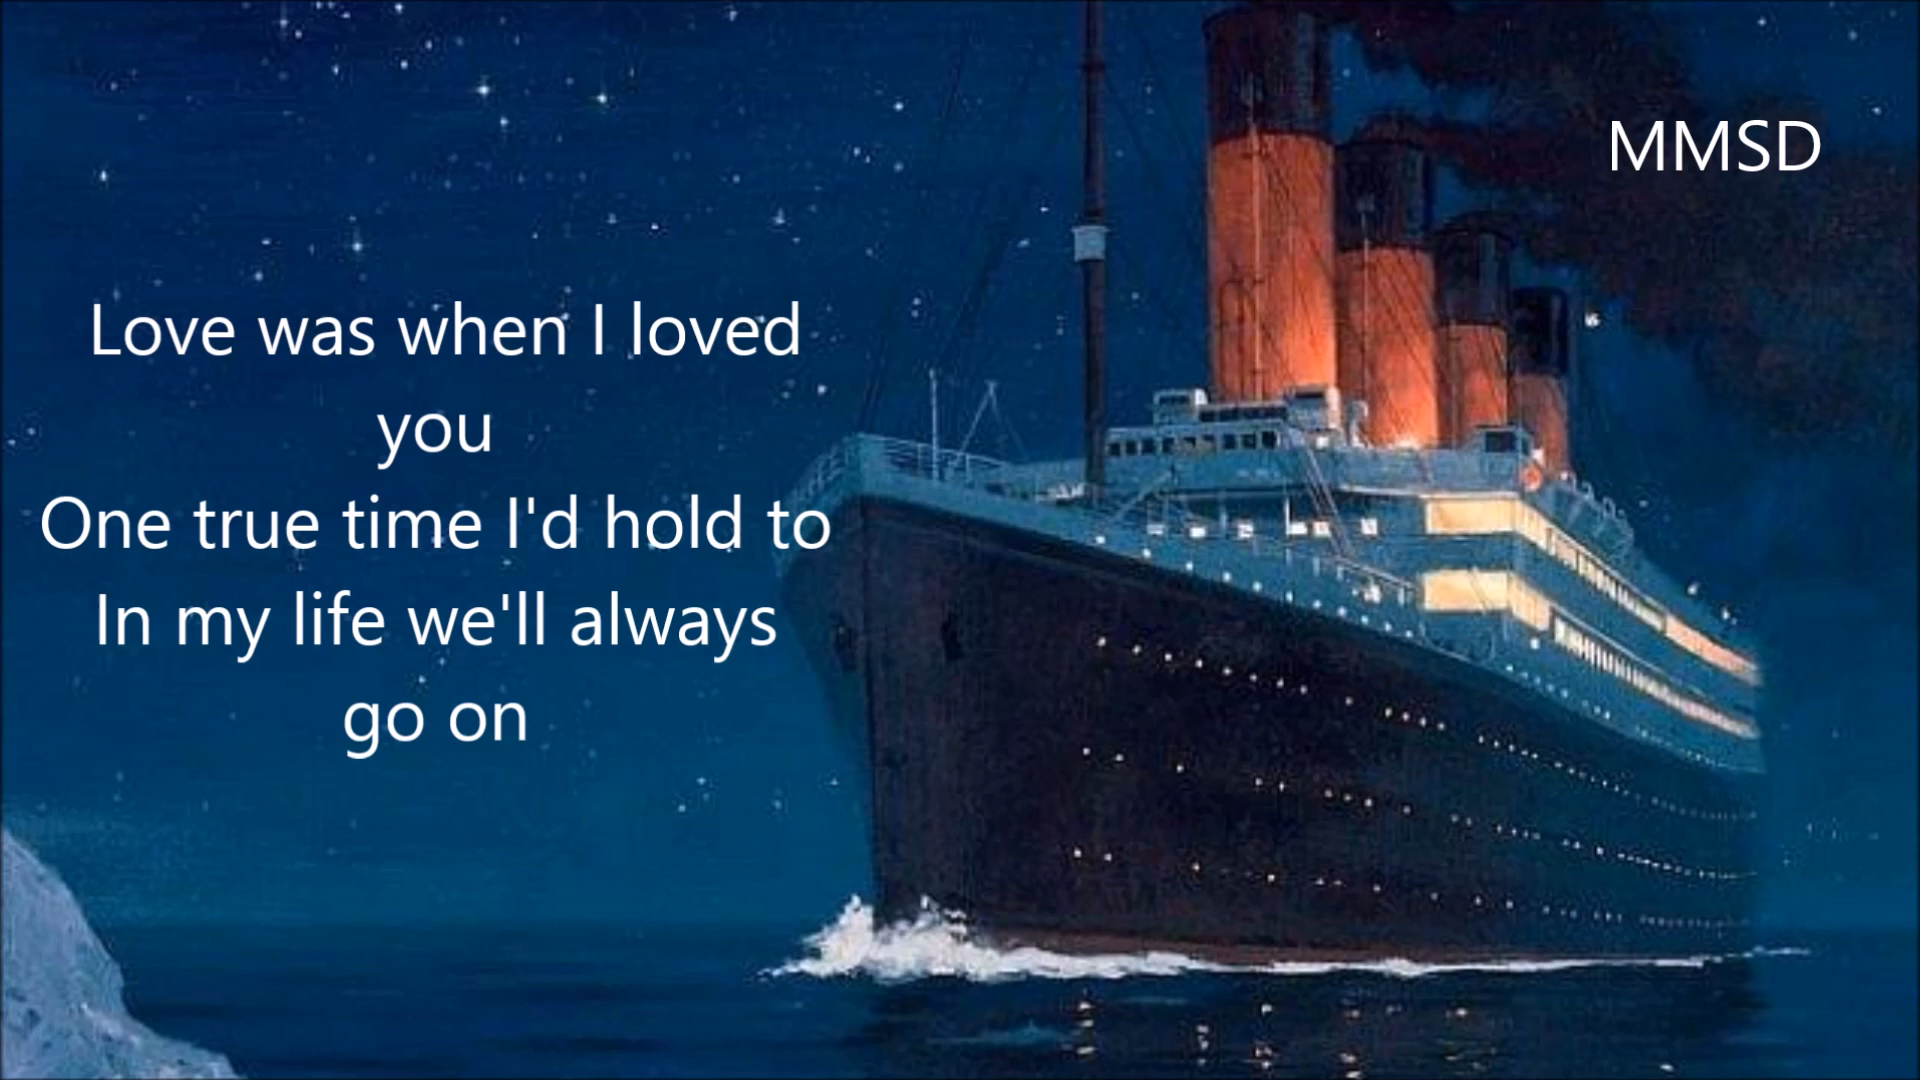 MMSD
Love was when I loved
you
One true time I'd hold to
In my life we'll always
go on